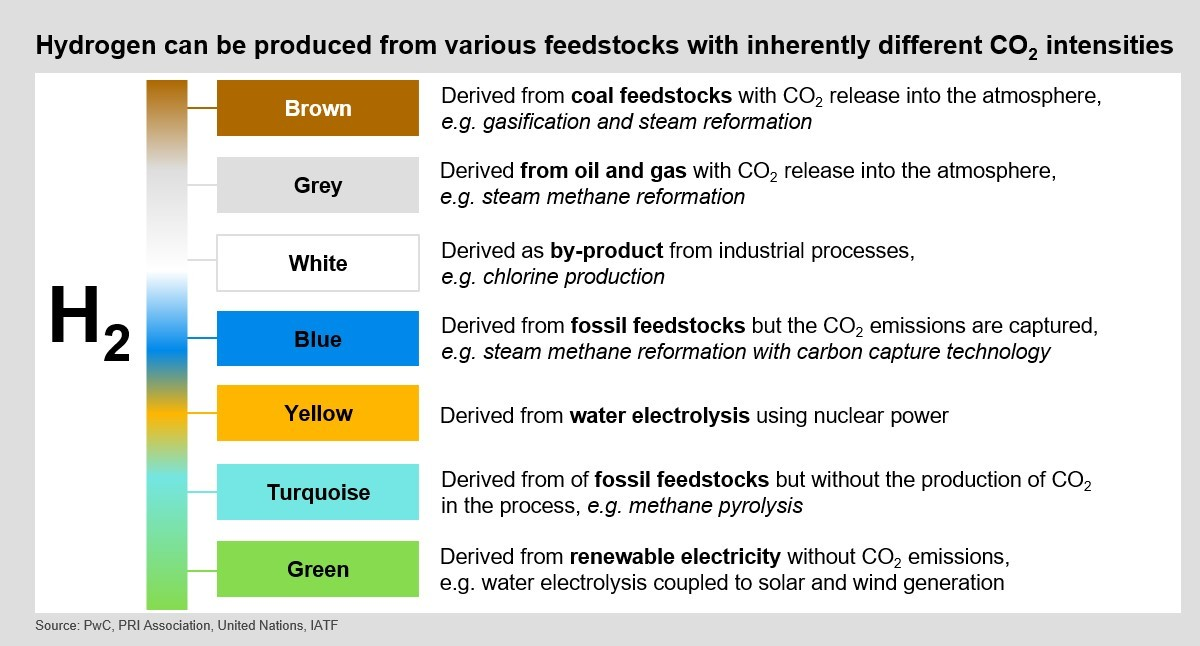 Hydrogen can be produced from various feedstocks with inherently different CO₂ intensities
H₂
Brown
Derived from coal feedstocks with CO₂ release into the atmosphere,
e.g. gasification and steam reformation
Grey
Derived from oil and gas with CO₂ release into the atmosphere,
e.g. steam methane reformation
White
Derived as by-product from industrial processes,
e.g. chlorine production
Blue
Derived from fossil feedstocks but the CO₂ emissions are captured,
e.g. steam methane reformation with carbon capture technology
Yellow
Derived from water electrolysis using nuclear power
Turquoise
Derived from of fossil feedstocks but without the production of CO₂
in the process, e.g. methane pyrolysis
Green
Derived from renewable electricity without CO₂ emissions,
e.g. water electrolysis coupled to solar and wind generation
Source: PwC, PRI Association, United Nations, IATF